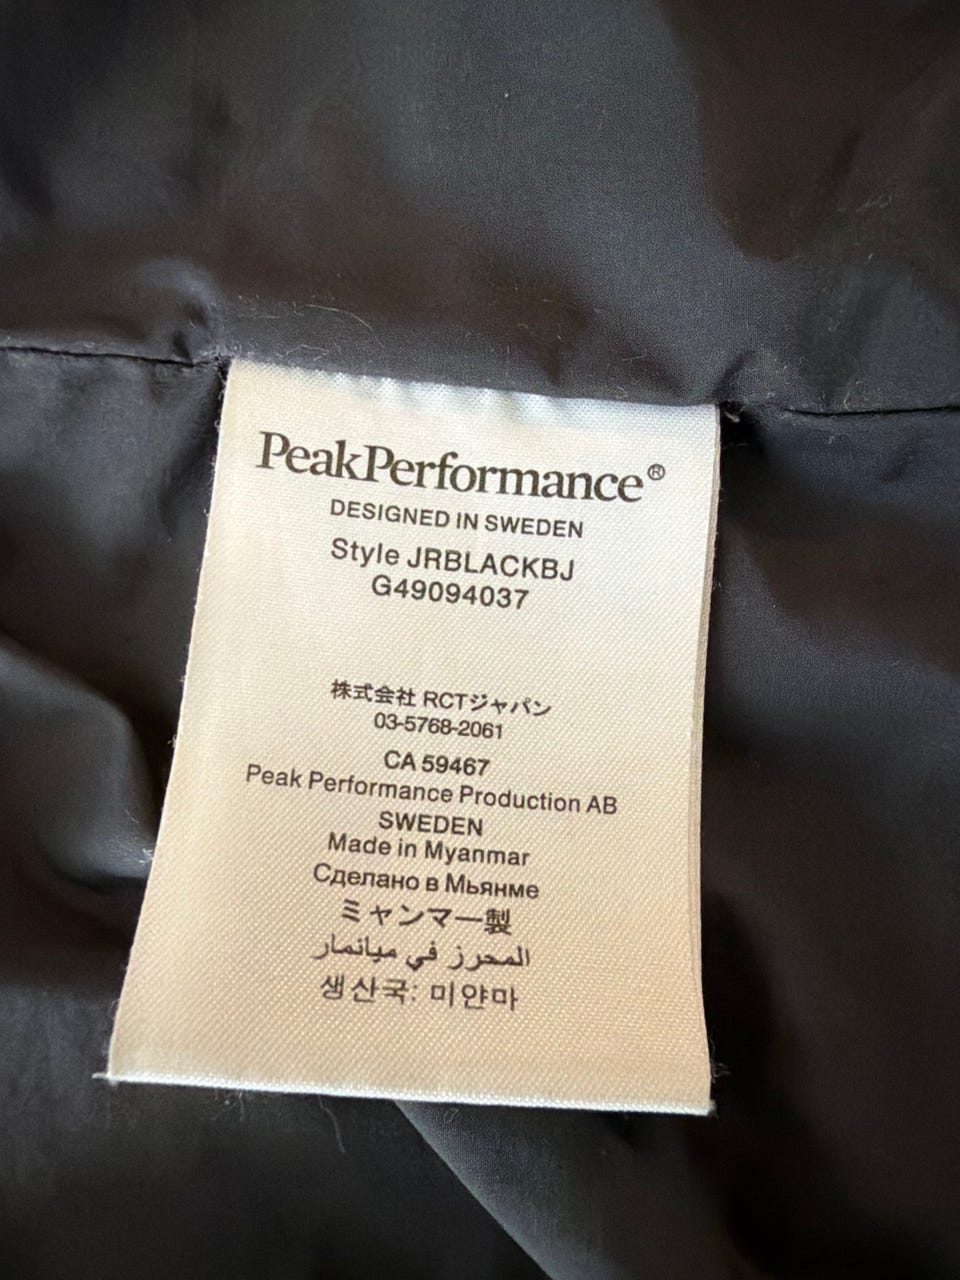 PeakPerformance®
DESIGNED IN SWEDEN
Style JRBLACKBJ
G49094037
株式会社 RCTジャパン
03-5768-2061
CA 59467
Peak Performance Production AB
SWEDEN
Made in Myanmar
Сделано в Мьянме
ミャンマー製
المحرز في ميانمار
생산국: 미얀마